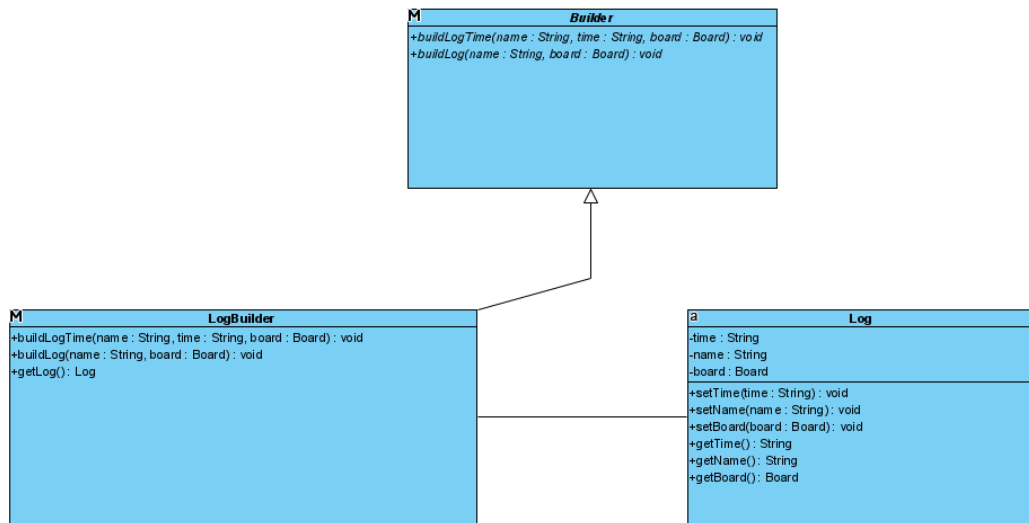 M
Builder
+buildLogTime(name : String, time : String, board : Board) : void
+buildLog(name : String, board : Board) : void
M
LogBuilder
+buildLogTime(name : String, time : String, board : Board) : void
+buildLog(name : String, board : Board) : void
+getLog() : Log
a
Log
-time : String
-name : String
-board : Board
+setTime(time : String) : void
+setName(name : String) : void
+setBoard(board : Board) : void
+getTime() : String
+getName() : String
+getBoard() : Board